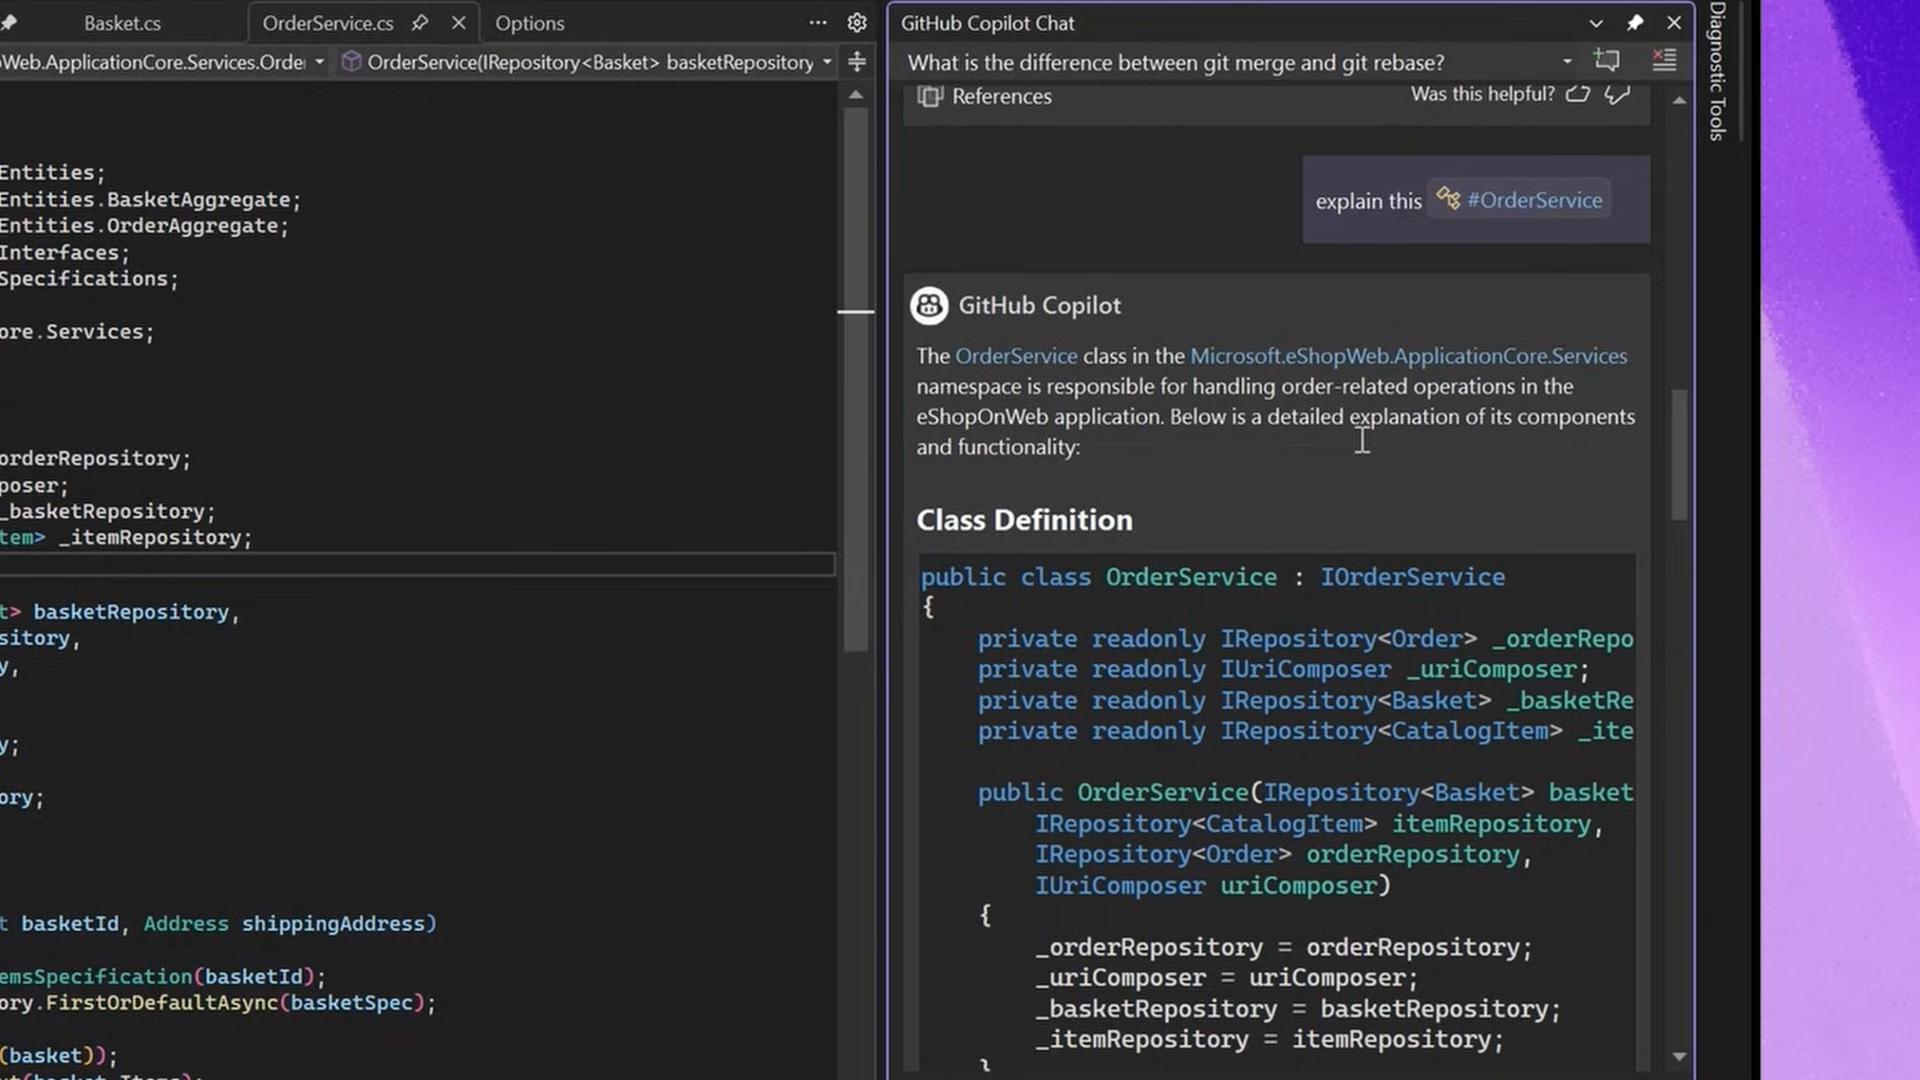 Basket.cs
OrderService.cs
Options
Web.ApplicationCore.Services.Order
OrderService(IRepository<Basket> basketRepository
Entities;
Entities.BasketAggregate;
Entities.OrderAggregate;
Interfaces;
Specifications;
ore.Services;
orderRepository;
poser;
_basketRepository;
tem> _itemRepository;
t> basketRepository,
sitory,
y,
y;
ory;
t basketId, Address shippingAddress)
emsSpecification(basketId);
ory.FirstOrDefaultAsync(basketSpec);
(basket));
GitHub Copilot Chat
What is the difference between git merge and git rebase?
References
Was this helpful?
explain this #OrderService
GitHub Copilot
The OrderService class in the Microsoft.eShopWeb.ApplicationCore.Services
namespace is responsible for handling order-related operations in the
eShopOnWeb application. Below is a detailed explanation of its components
and functionality:
Class Definition
public class OrderService : IOrderService
{
private readonly IRepository<Order> _orderRepo
private readonly IUriComposer _uriComposer;
private readonly IRepository<Basket> _basketRe
private readonly IRepository<CatalogItem> _ite
public OrderService(IRepository<Basket> basket
IRepository<CatalogItem> itemRepository,
IRepository<Order> orderRepository,
IUriComposer uriComposer)
{
_orderRepository = orderRepository;
_uriComposer = uriComposer;
_basketRepository = basketRepository;
_itemRepository = itemRepository;
}
Diagnostic Tools